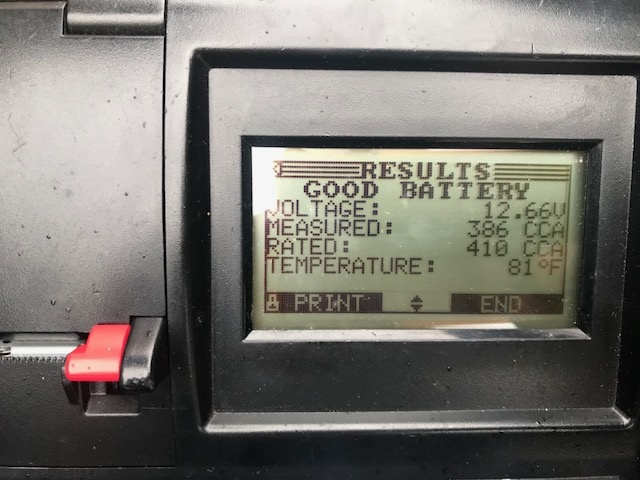 RESULTS
GOOD BATTERY
VOLTAGE: 12.66V
MEASURED: 386 CCA
RATED: 410 CCA
TEMPERATURE: 81°F
PRINT END